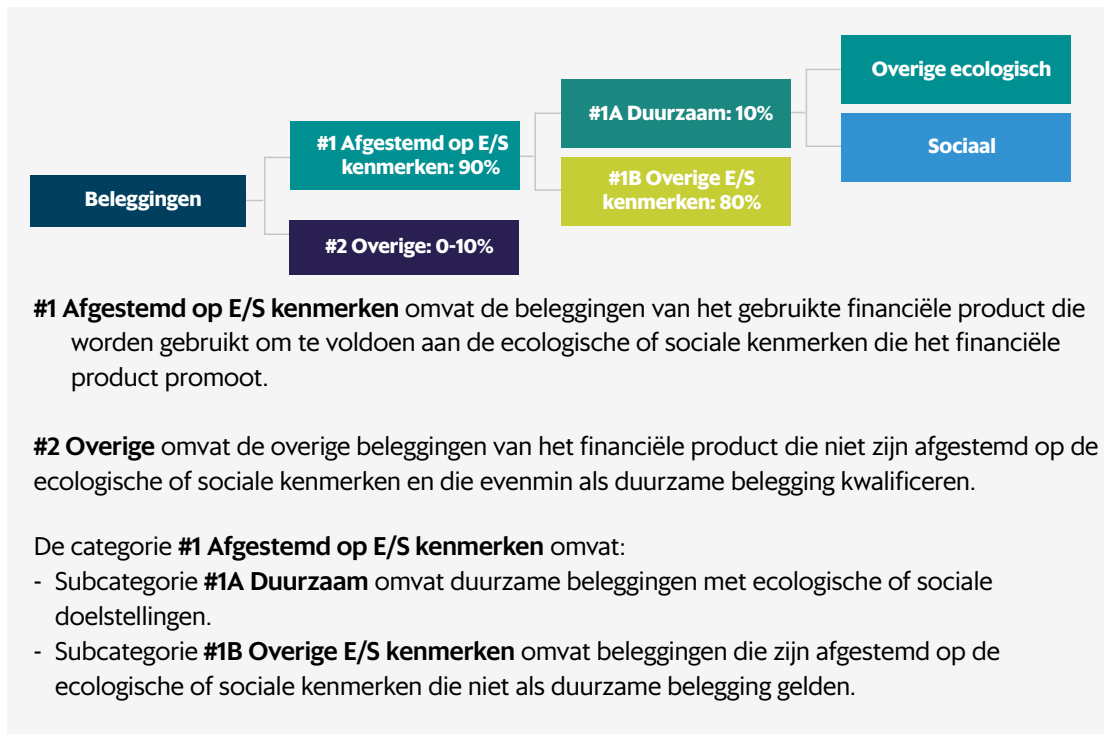 Overige ecologisch
#1A Duurzaam: 10%
Sociaal
#1 Afgestemd op E/S
kenmerken: 90%
#1B Overige E/S
kenmerken: 80%
Beleggingen
#2 Overige: 0-10%
#1 Afgestemd op E/S kenmerken omvat de beleggingen van het gebruikte financiële product die
worden gebruikt om te voldoen aan de ecologische of sociale kenmerken die het financiële
product promoot.
#2 Overige omvat de overige beleggingen van het financiële product die niet zijn afgestemd op de
ecologische of sociale kenmerken en die evenmin als duurzame belegging kwalificeren.
De categorie #1 Afgestemd op E/S kenmerken omvat:
- Subcategorie #1A Duurzaam omvat duurzame beleggingen met ecologische of sociale
doelstellingen.
- Subcategorie #1B Overige E/S kenmerken omvat beleggingen die zijn afgestemd op de
ecologische of sociale kenmerken die niet als duurzame belegging gelden.